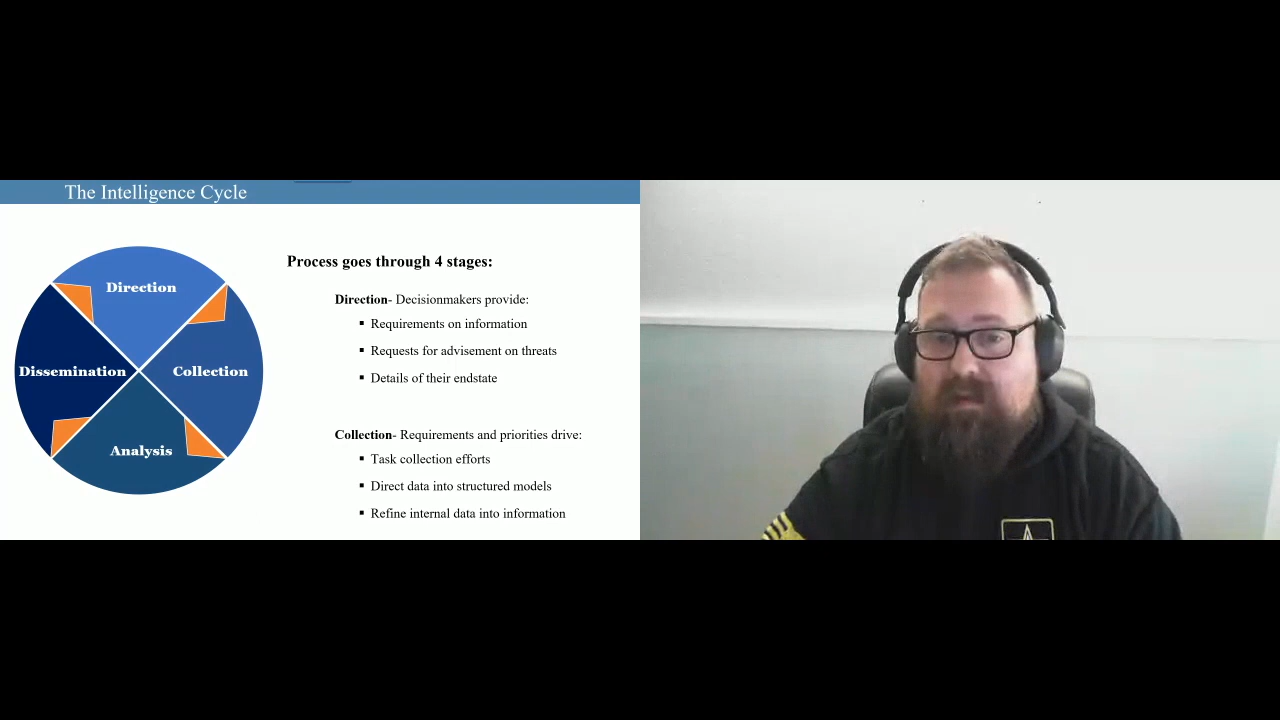 The Intelligence Cycle
Direction
Dissemination
Collection
Analysis
Process goes through 4 stages:
Direction- Decisionmakers provide:
▪ Requirements on information
▪ Requests for advisement on threats
▪ Details of their endstate
Collection- Requirements and priorities drive:
▪ Task collection efforts
▪ Direct data into structured models
▪ Refine internal data into information